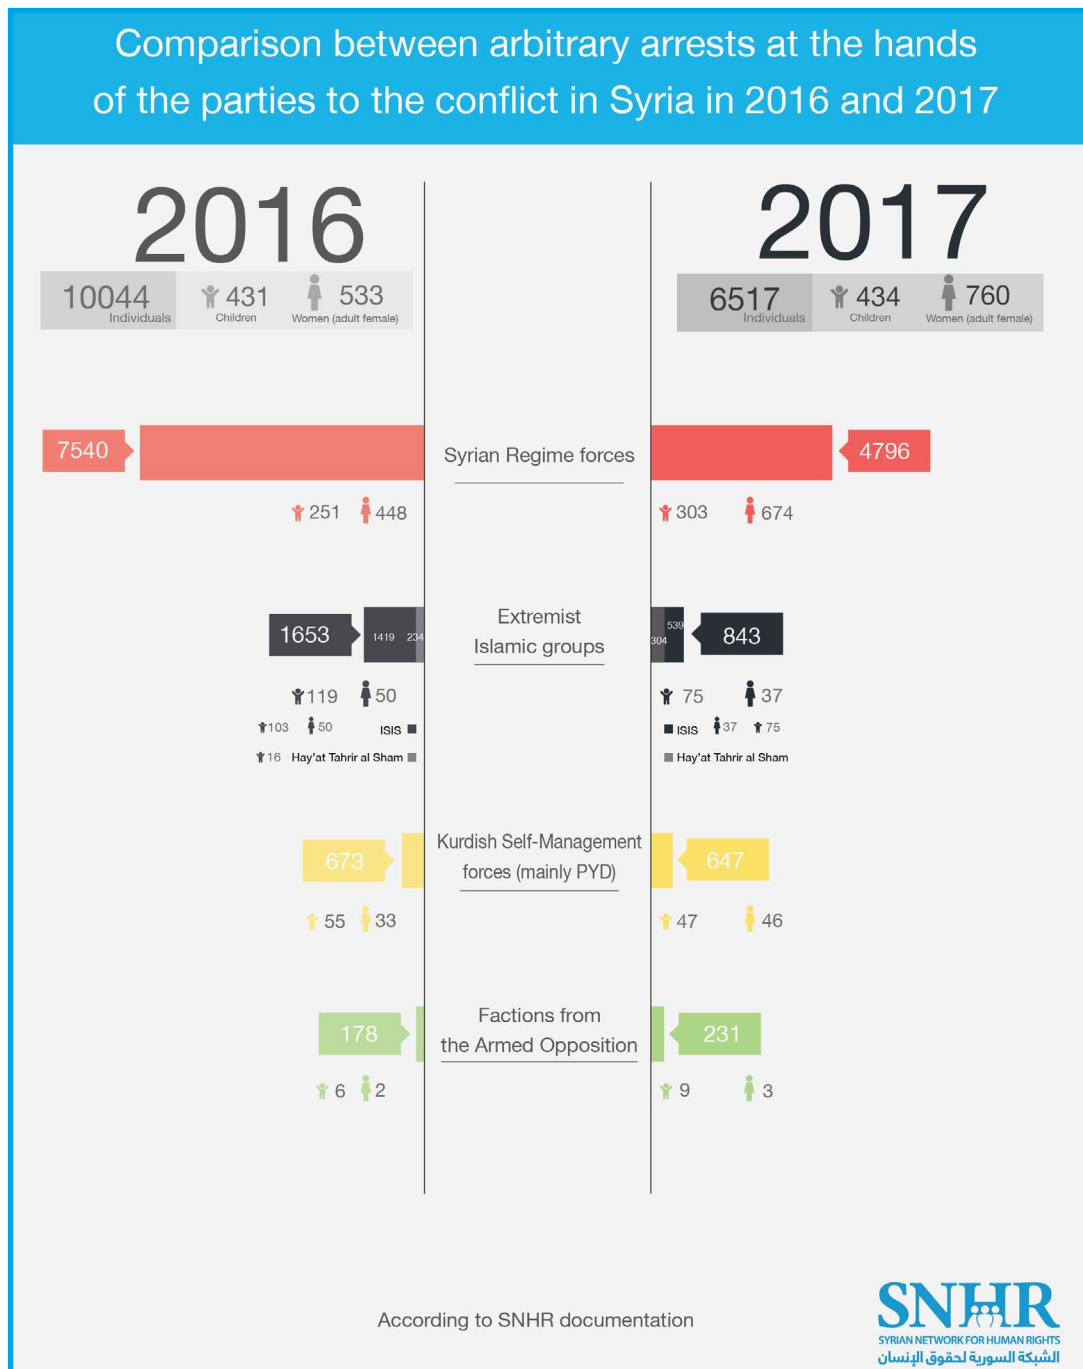 Comparison between arbitrary arrests at the hands
of the parties to the conflict in Syria in 2016 and 2017
2016
10044
Individuals
431
Children
533
Women (adult female)
2017
6517
Individuals
434
Children
760
Women (adult female)
7540
Syrian Regime forces
4796
251
448
303
674
1653
1419
234
Extremist
Islamic groups
304
539
843
119
50
75
37
103
50
ISIS
ISIS
37
75
16
Hay'at Tahrir al Sham
Hay'at Tahrir al Sham
673
Kurdish Self-Management
forces (mainly PYD)
647
55
33
47
46
178
Factions from
the Armed Opposition
231
6
2
9
3
According to SNHR documentation
SNHR
SYRIAN NETWORK FOR HUMAN RIGHTS
الشبكة السورية لحقوق الإنسان